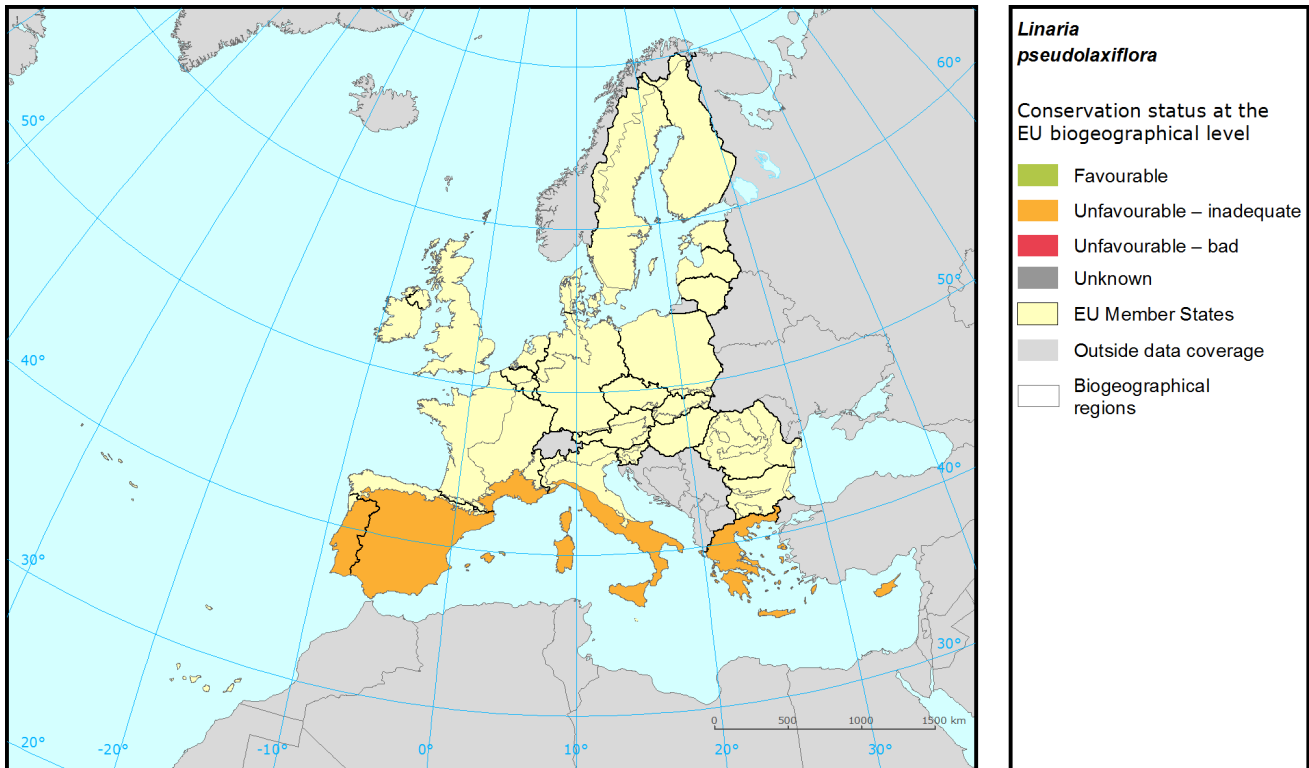 Linaria
pseudolaxiflora
Conservation status at the
EU biogeographical level
Favourable
Unfavourable – inadequate
Unfavourable – bad
Unknown
EU Member States
Outside data coverage
Biogeographical
regions
60°
50°
50°
40°
40°
30°
30°
20°
-20°
-10°
0°
10°
20°
30°
0
500
1000
1500 km